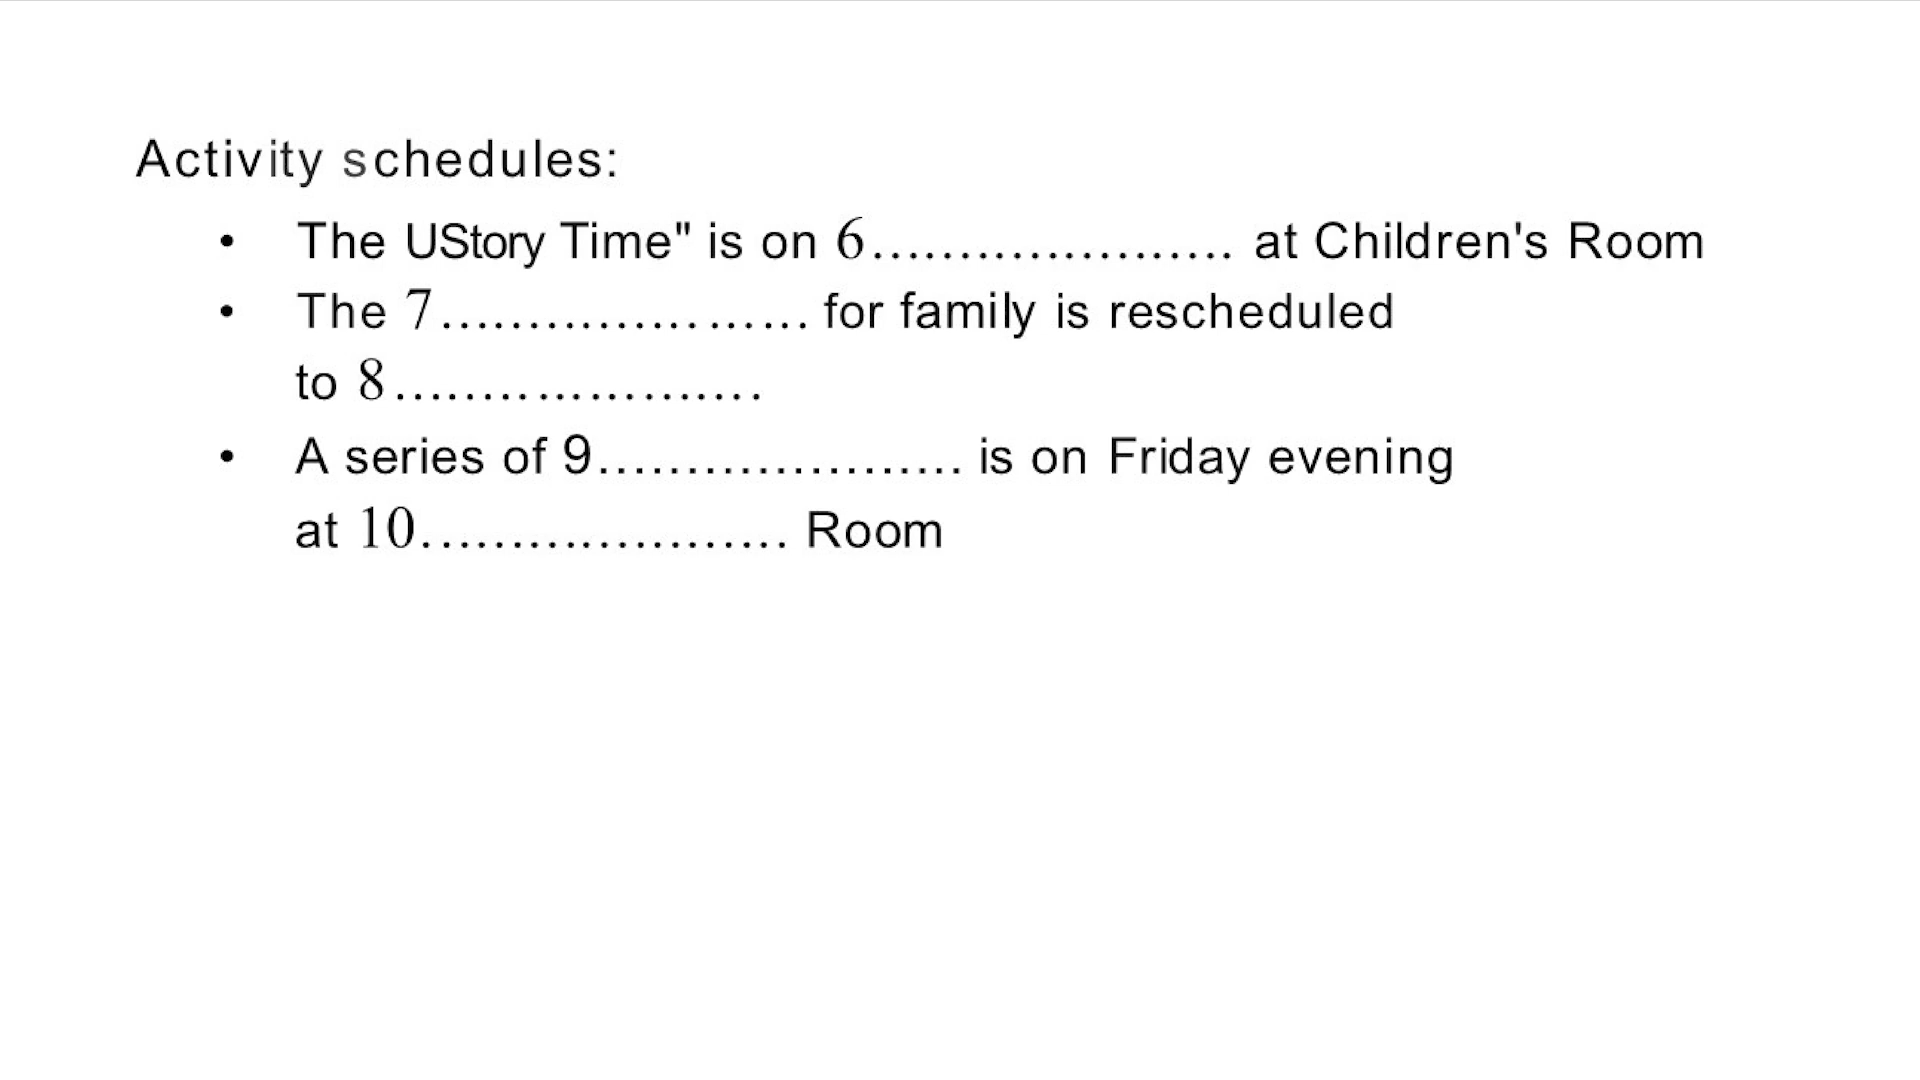 Activity schedules:
• The UStory Time" is on 6..................... at Children's Room
• The 7..................... for family is rescheduled
to 8.....................
• A series of 9..................... is on Friday evening
at 10..................... Room